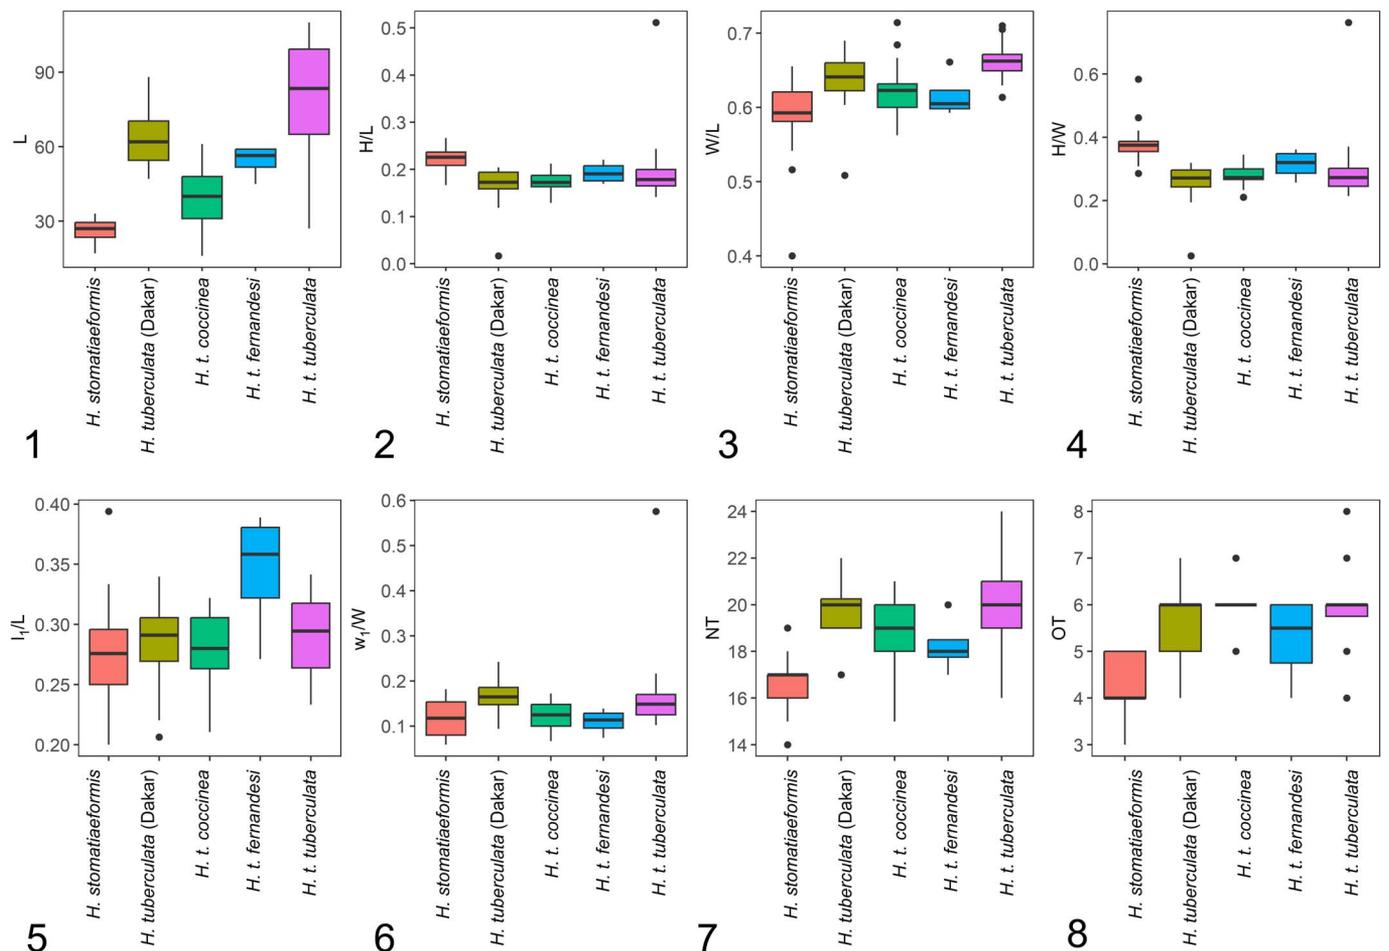 L
90
60
30
H. stomatiaeformis
H. tuberculata (Dakar)
H. t. coccinea
H. t. fernandesi
H. t. tuberculata
1
H/L
0.5
0.4
0.3
0.2
0.1
0.0
H. stomatiaeformis
H. tuberculata (Dakar)
H. t. coccinea
H. t. fernandesi
H. t. tuberculata
2
W/L
0.7
0.6
0.5
0.4
H. stomatiaeformis
H. tuberculata (Dakar)
H. t. coccinea
H. t. fernandesi
H. t. tuberculata
3
H/W
0.6
0.4
0.2
0.0
H. stomatiaeformis
H. tuberculata (Dakar)
H. t. coccinea
H. t. fernandesi
H. t. tuberculata
4
l₁/L
0.40
0.35
0.30
0.25
0.20
H. stomatiaeformis
H. tuberculata (Dakar)
H. t. coccinea
H. t. fernandesi
H. t. tuberculata
5
w₁/W
0.6
0.5
0.4
0.3
0.2
0.1
H. stomatiaeformis
H. tuberculata (Dakar)
H. t. coccinea
H. t. fernandesi
H. t. tuberculata
6
NT
24
22
20
18
16
14
H. stomatiaeformis
H. tuberculata (Dakar)
H. t. coccinea
H. t. fernandesi
H. t. tuberculata
7
OT
8
7
6
5
4
3
H. stomatiaeformis
H. tuberculata (Dakar)
H. t. coccinea
H. t. fernandesi
H. t. tuberculata
8